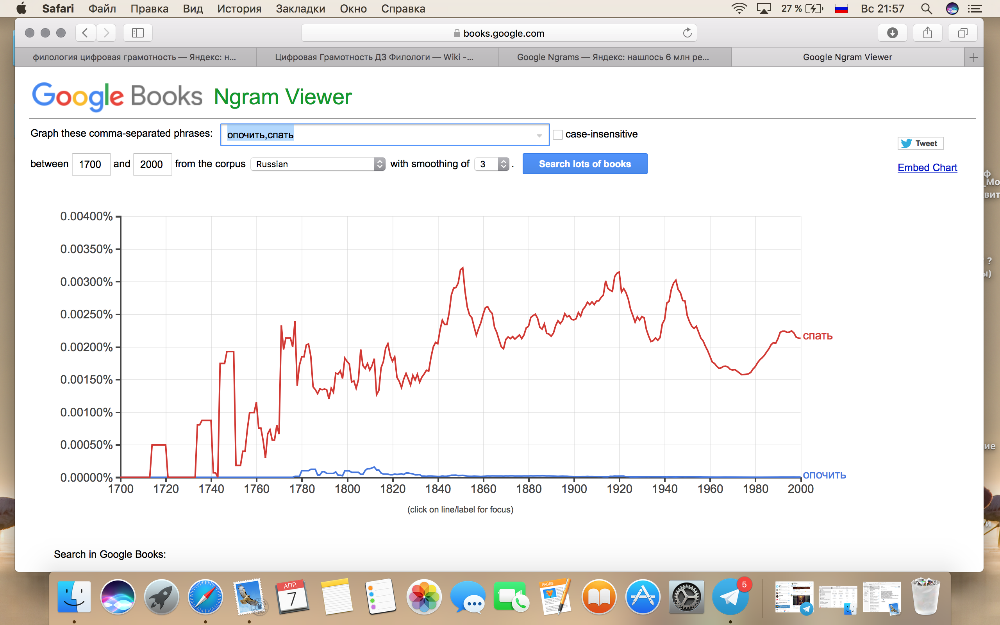 Safari Файл Правка Вид История Закладки Окно Справка 27 % Вс 21:57
books.google.com
филология цифровая грамотность — Яндекс: н... Цифровая Грамотность ДЗ Филологи — Wiki -... Google Ngrams — Яндекс: нашлось 6 млн ре... Google Ngram Viewer
Google Books Ngram Viewer
Graph these comma-separated phrases: опочить,спать case-insensitive
Tweet
between 1700 and 2000 from the corpus Russian with smoothing of 3 . Search lots of books
Embed Chart
ф
_Мо
вит
0.00400%
0.00350%
? 
ы)
0.00300%
0.00250%
спать
0.00200%
0.00150%
0.00100%
0.00050%
ие
0.00000%
опочить
1700 1720 1740 1760 1780 1800 1820 1840 1860 1880 1900 1920 1940 1960 1980 2000
(click on line/label for focus)
и
Search in Google Books:
АПР.
7
PAGES
5